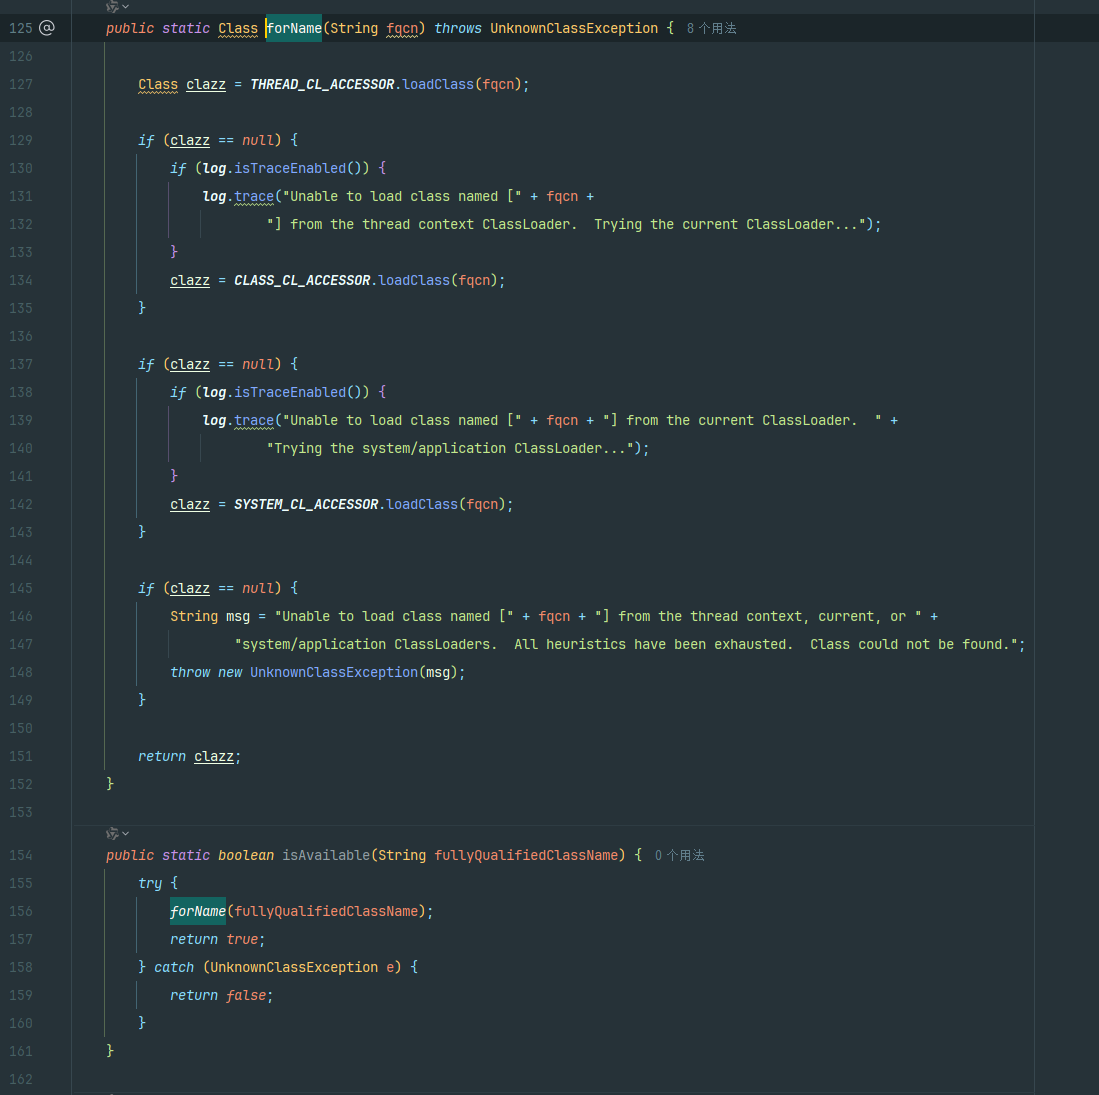 125 @ public static Class forName(String fqcn) throws UnknownClassException { 8 个用法
126
127 Class clazz = THREAD_CL_ACCESSOR.loadClass(fqcn);
128
129 if (clazz == null) {
130 if (log.isTraceEnabled()) {
131 log.trace("Unable to load class named [" + fqcn +
132 "] from the thread context ClassLoader.  Trying the current ClassLoader...");
133 }
134 clazz = CLASS_CL_ACCESSOR.loadClass(fqcn);
135 }
136
137 if (clazz == null) {
138 if (log.isTraceEnabled()) {
139 log.trace("Unable to load class named [" + fqcn + "] from the current ClassLoader.  " +
140 "Trying the system/application ClassLoader...");
141 }
142 clazz = SYSTEM_CL_ACCESSOR.loadClass(fqcn);
143 }
144
145 if (clazz == null) {
146 String msg = "Unable to load class named [" + fqcn + "] from the thread context, current, or " +
147 "system/application ClassLoaders.  All heuristics have been exhausted.  Class could not be found.";
148 throw new UnknownClassException(msg);
149 }
150
151 return clazz;
152 }
153
154 public static boolean isAvailable(String fullyQualifiedClassName) { 0 个用法
155 try {
156 forName(fullyQualifiedClassName);
157 return true;
158 } catch (UnknownClassException e) {
159 return false;
160 }
161 }
162